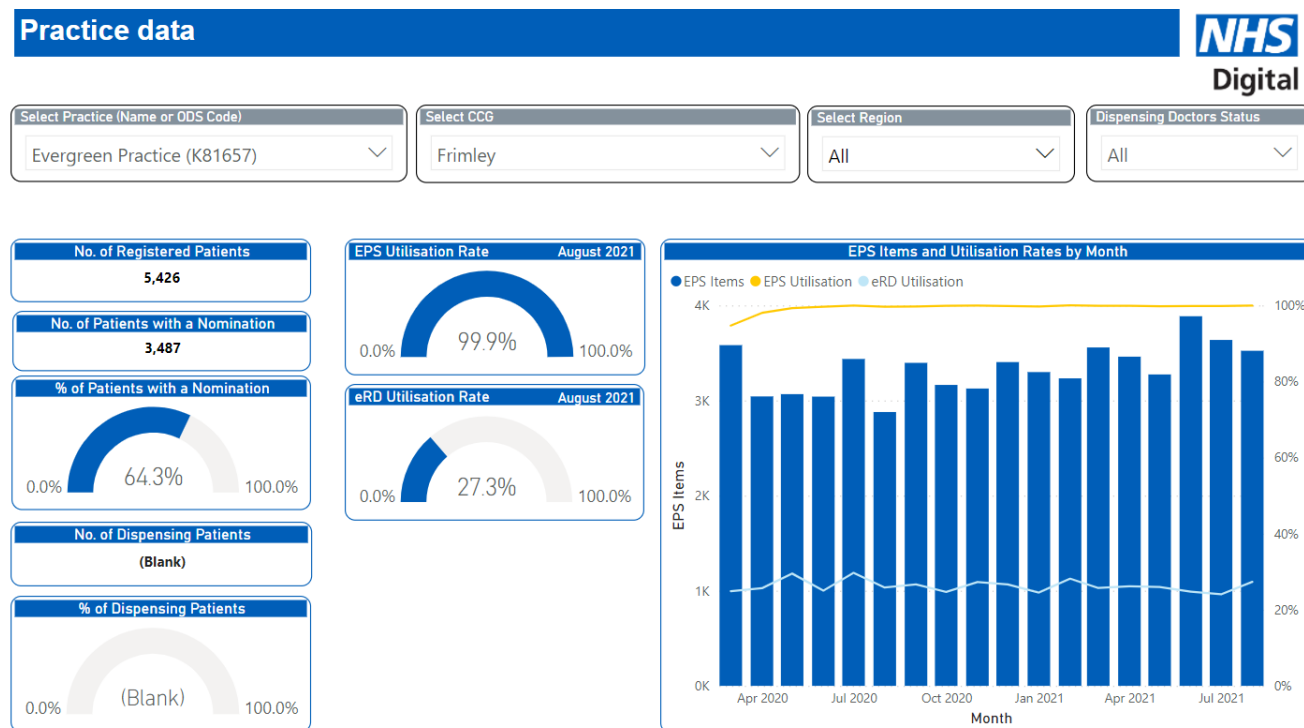 Practice data
NHS
Digital
Select Practice (Name or ODS Code)
Evergreen Practice (K81657)
Select CCG
Frimley
Select Region
All
Dispensing Doctors Status
All
No. of Registered Patients
5,426
No. of Patients with a Nomination
3,487
% of Patients with a Nomination
64.3%
0.0%
100.0%
No. of Dispensing Patients
(Blank)
% of Dispensing Patients
(Blank)
0.0%
100.0%
EPS Utilisation Rate August 2021
99.9%
0.0%
100.0%
eRD Utilisation Rate August 2021
27.3%
0.0%
100.0%
EPS Items and Utilisation Rates by Month
EPS Items EPS Utilisation eRD Utilisation
4K
3K
2K
1K
0K
EPS Items
100%
80%
60%
40%
20%
0%
Apr 2020 Jul 2020 Oct 2020 Jan 2021 Apr 2021 Jul 2021
Month